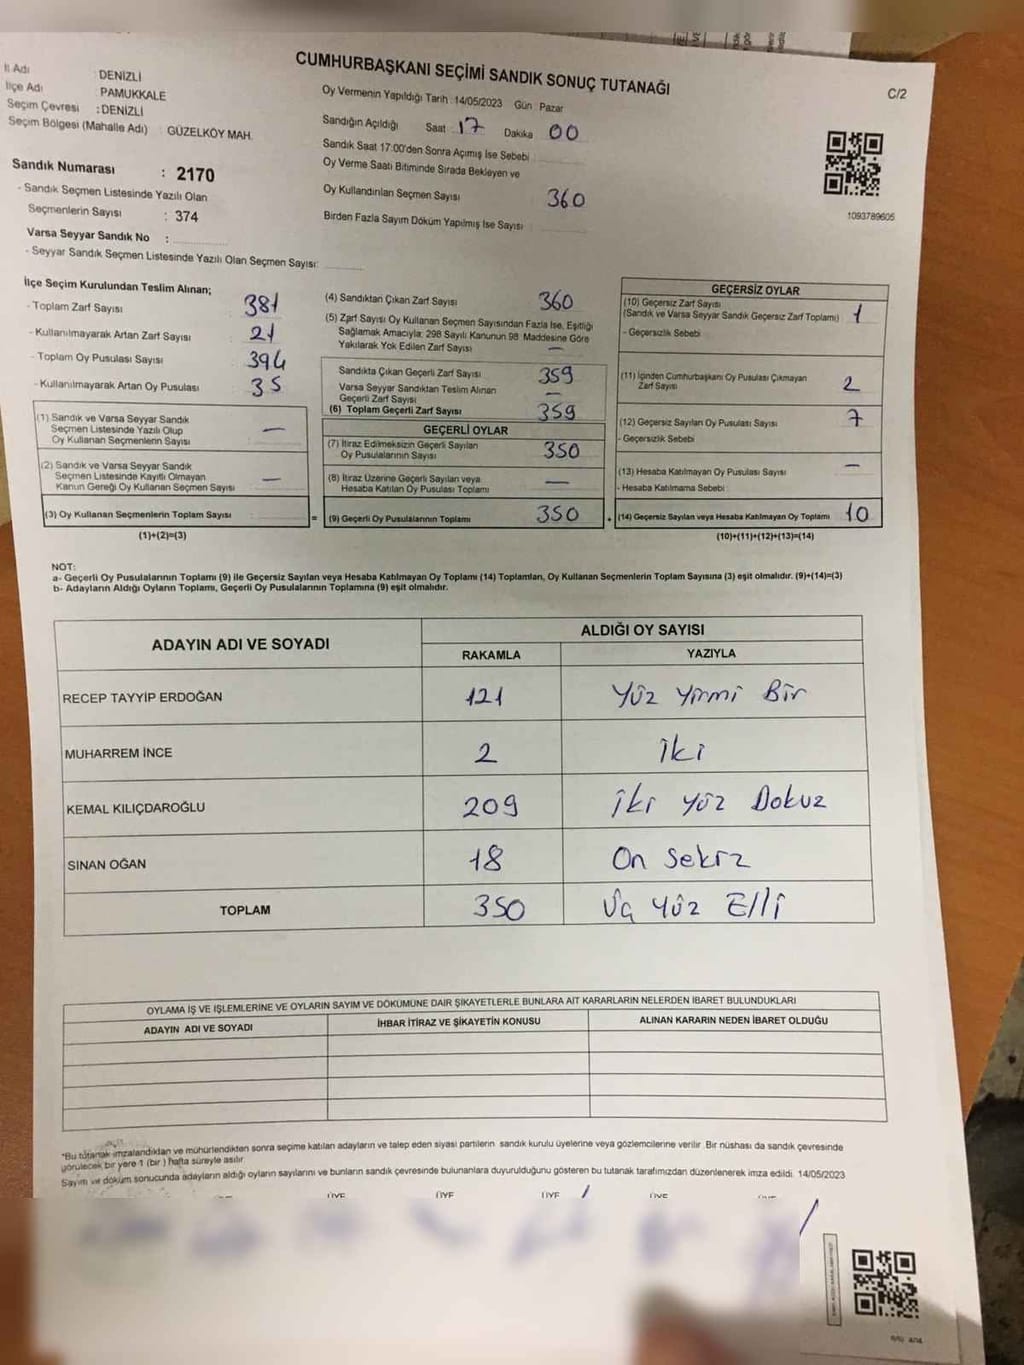 CUMHURBAŞKANI SEÇİMİ SANDIK SONUÇ TUTANAĞI
C/2
İl Adı : DENİZLİ
İlçe Adı : PAMUKKALE
Seçim Çevresi : DENİZLİ
Seçim Bölgesi (Mahalle Adı) : GÜZELKÖY MAH.
Sandık Numarası : 2170
- Sandık Seçmen Listesinde Yazılı Olan
Seçmenlerin Sayısı : 374
Varsa Seyyar Sandık No :
- Seyyar Sandık Seçmen Listesinde Yazılı Olan Seçmen Sayısı:
Oy Vermenin Yapıldığı Tarih : 14/05/2023 Gün : Pazar
Sandığın Açıldığı Saat 17 Dakika 00
Sandık Saat 17:00'den Sonra Açımış İse Sebebi
Oy Verme Saati Bitiminde Sırada Bekleyen ve
Oy Kullandırılan Seçmen Sayısı 360
Birden Fazla Sayım Döküm Yapılmış İse Sayısı
1093789605
İlçe Seçim Kurulundan Teslim Alınan;
- Toplam Zarf Sayısı 381
- Kullanılmayarak Artan Zarf Sayısı 21
- Toplam Oy Pusulası Sayısı 394
- Kullanılmayarak Artan Oy Pusulası 35
(1) Sandık ve Varsa Seyyar Sandık
Seçmen Listesinde Yazılı Olup
Oy Kullanan Seçmenlerin Sayısı —
(2) Sandık ve Varsa Seyyar Sandık
Seçmen Listesinde Kayıtlı Olmayan
Kanun Gereği Oy Kullanan Seçmen Sayısı —
(3) Oy Kullanan Seçmenlerin Toplam Sayısı
(1)+(2)=(3)
(4) Sandıktan Çıkan Zarf Sayısı 360
(5) Zarf Sayısı Oy Kullanan Seçmen Sayısından Fazla İse, Eşitliği
Sağlamak Amacıyla 298 Sayılı Kanunun 98. Maddesine Göre
Yakılarak Yok Edilen Zarf Sayısı —
Sandıkta Çıkan Geçerli Zarf Sayısı 359
Varsa Seyyar Sandıktan Teslim Alınan
Geçerli Zarf Sayısı —
(6) Toplam Geçerli Zarf Sayısı 359
GEÇERLİ OYLAR
(7) İtiraz Edilmeksizin Geçerli Sayılan
Oy Pusulalarının Sayısı 350
(8) İtiraz Üzerine Geçerli Sayılan veya
Hesaba Katılan Oy Pusulası Toplamı —
= (9) Geçerli Oy Pusulalarının Toplamı 350
GEÇERSİZ OYLAR
(10) Geçersiz Zarf Sayısı
(Sandık ve Varsa Seyyar Sandık Geçersiz Zarf Toplamı) 1
- Geçersizlik Sebebi
(11) İçinden Cumhurbaşkanı Oy Pusulası Çıkmayan
Zarf Sayısı 2
(12) Geçersiz Sayılan Oy Pusulası Sayısı 7
- Geçersizlik Sebebi
(13) Hesaba Katılmayan Oy Pusulası Sayısı —
- Hesaba Katılmama Sebebi
+ (14) Geçersiz Sayılan veya Hesaba Katılmayan Oy Toplamı 10
(10)+(11)+(12)+(13)=(14)
NOT:
a- Geçerli Oy Pusulalarının Toplamı (9) ile Geçersiz Sayılan veya Hesaba Katılmayan Oy Toplamı (14) Toplamları, Oy Kullanan Seçmenlerin Toplam Sayısına (3) eşit olmalıdır. (9)+(14)=(3)
b- Adayların Aldığı Oyların Toplamı, Geçerli Oy Pusulalarının Toplamına (9) eşit olmalıdır.
ADAYIN ADI VE SOYADI
ALDIĞI OY SAYISI
RAKAMLA YAZIYLA
RECEP TAYYİP ERDOĞAN 121 Yüz Yirmi Bir
MUHARREM İNCE 2 İki
KEMAL KILIÇDAROĞLU 209 İki Yüz Dokuz
SİNAN OĞAN 18 On Sekiz
TOPLAM 350 Üç Yüz Elli
OYLAMA İŞ VE İŞLEMLERİNE VE OYLARIN SAYIM VE DÖKÜMÜNE DAİR ŞİKAYETLERLE BUNLARA AİT KARARLARIN NELERDEN İBARET BULUNDUKLARI
ADAYIN ADI VE SOYADI İHBAR İTİRAZ VE ŞİKAYETİN KONUSU ALINAN KARARIN NEDEN İBARET OLDUĞU
*Bu tutanak imzalandıktan ve mühürlendikten sonra seçime katılan adayların ve talep eden siyasi partilerin sandık kurulu üyelerine veya gözlemcilerine verilir. Bir nüshası da sandık çevresinde
görülecek bir yere 1 (bir) hafta süreyle asılır.
Sayım ve döküm sonucunda adayların aldığı oyların sayılarını ve bunların sandık çevresinde bulunanlara duyurulduğunu gösteren bu tutanak tarafımızdan düzenlenerek imza edildi. 14/05/2023
ÜYE ÜYE ÜYE ÜYE